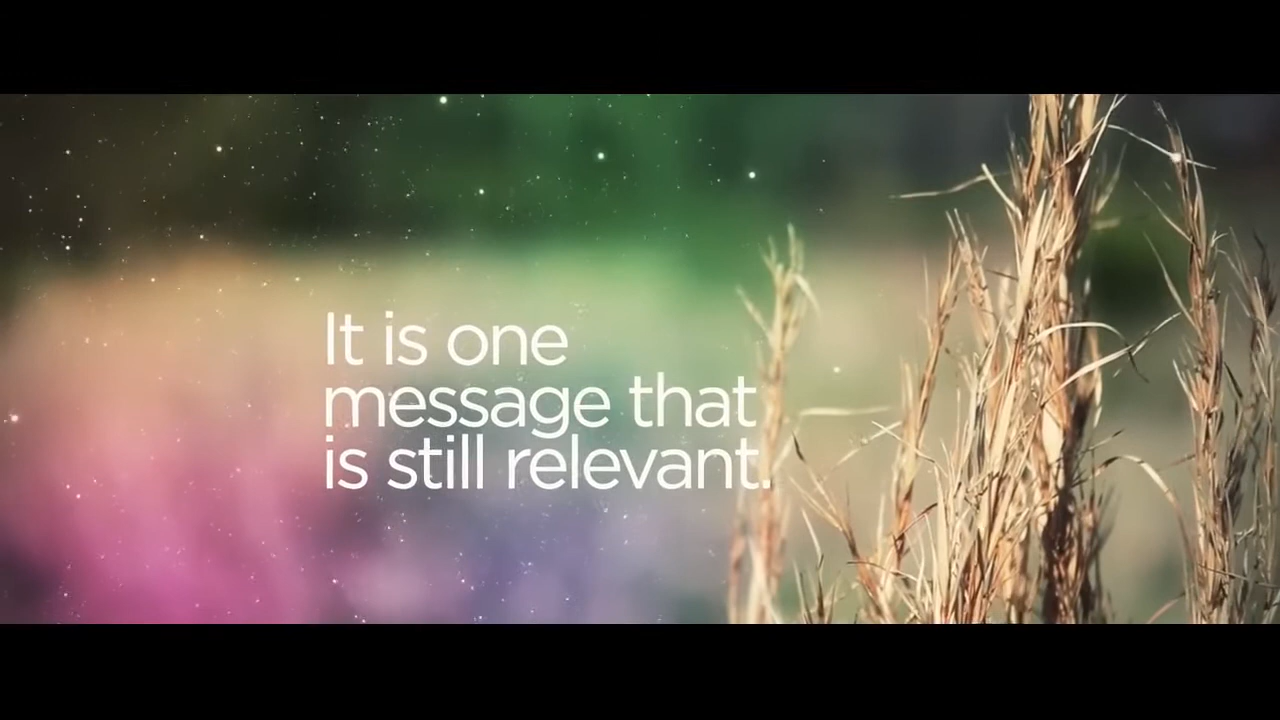 It is one
message that
is still relevant.